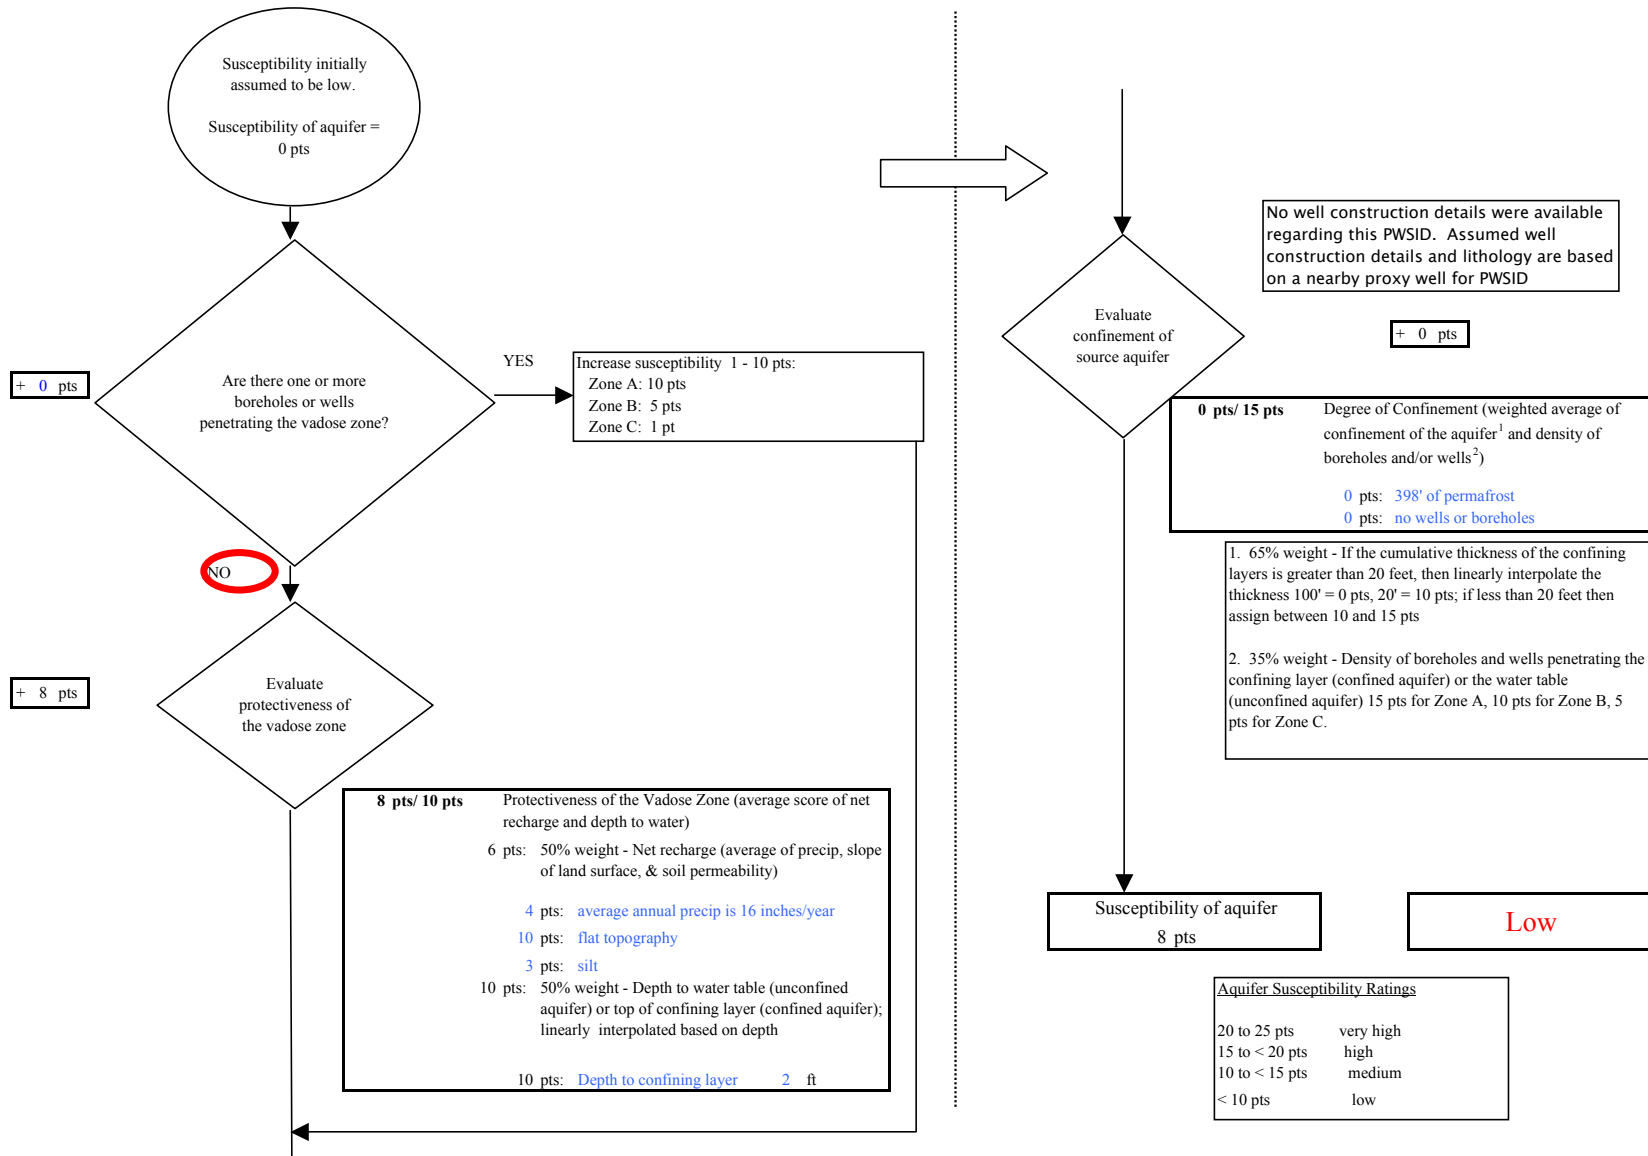 Susceptibility initially
assumed to be low.
Susceptibility of aquifer =
0 pts
+ 0 pts
Are there one or more
boreholes or wells
penetrating the vadose zone?
YES
Increase susceptibility 1 - 10 pts:
Zone A: 10 pts
Zone B: 5 pts
Zone C: 1 pt
NO
+ 8 pts
Evaluate
protectiveness of
the vadose zone
8 pts/ 10 pts Protectiveness of the Vadose Zone (average score of net
recharge and depth to water)
6 pts: 50% weight - Net recharge (average of precip, slope
of land surface, & soil permeability)
4 pts: average annual precip is 16 inches/year
10 pts: flat topography
3 pts: silt
10 pts: 50% weight - Depth to water table (unconfined
aquifer) or top of confining layer (confined aquifer);
linearly interpolated based on depth
10 pts: Depth to confining layer 2 ft
No well construction details were available
regarding this PWSID. Assumed well
construction details and lithology are based
on a nearby proxy well for PWSID
Evaluate
confinement of
source aquifer
+ 0 pts
0 pts/ 15 pts Degree of Confinement (weighted average of
confinement of the aquifer1 and density of
boreholes and/or wells2)
0 pts: 398' of permafrost
0 pts: no wells or boreholes
1. 65% weight - If the cumulative thickness of the confining
layers is greater than 20 feet, then linearly interpolate the
thickness 100' = 0 pts, 20' = 10 pts; if less than 20 feet then
assign between 10 and 15 pts
2. 35% weight - Density of boreholes and wells penetrating the
confining layer (confined aquifer) or the water table
(unconfined aquifer) 15 pts for Zone A, 10 pts for Zone B, 5
pts for Zone C.
Susceptibility of aquifer
8 pts
Low
Aquifer Susceptibility Ratings
20 to 25 pts very high
15 to < 20 pts high
10 to < 15 pts medium
< 10 pts low